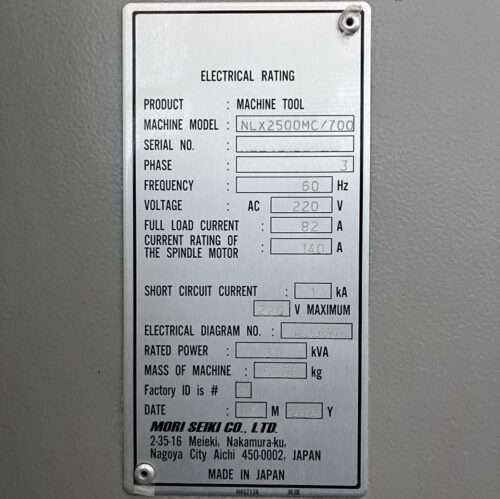 ELECTRICAL RATING
PRODUCT : MACHINE TOOL
MACHINE MODEL : NLX2500MC/700
SERIAL NO. :
PHASE : 3
FREQUENCY : 60 Hz
VOLTAGE : AC 220 V
FULL LOAD CURRENT : 82 A
CURRENT RATING OF
THE SPINDLE MOTOR : 140 A
SHORT CIRCUIT CURRENT : 1 kA
V MAXIMUM
ELECTRICAL DIAGRAM NO. :
RATED POWER : kVA
MASS OF MACHINE : kg
Factory ID is #
DATE : M Y
MORI SEIKI CO., LTD.
2-35-16 Meieki, Nakamura-ku,
Nagoya City Aichi 450-0002, JAPAN
MADE IN JAPAN